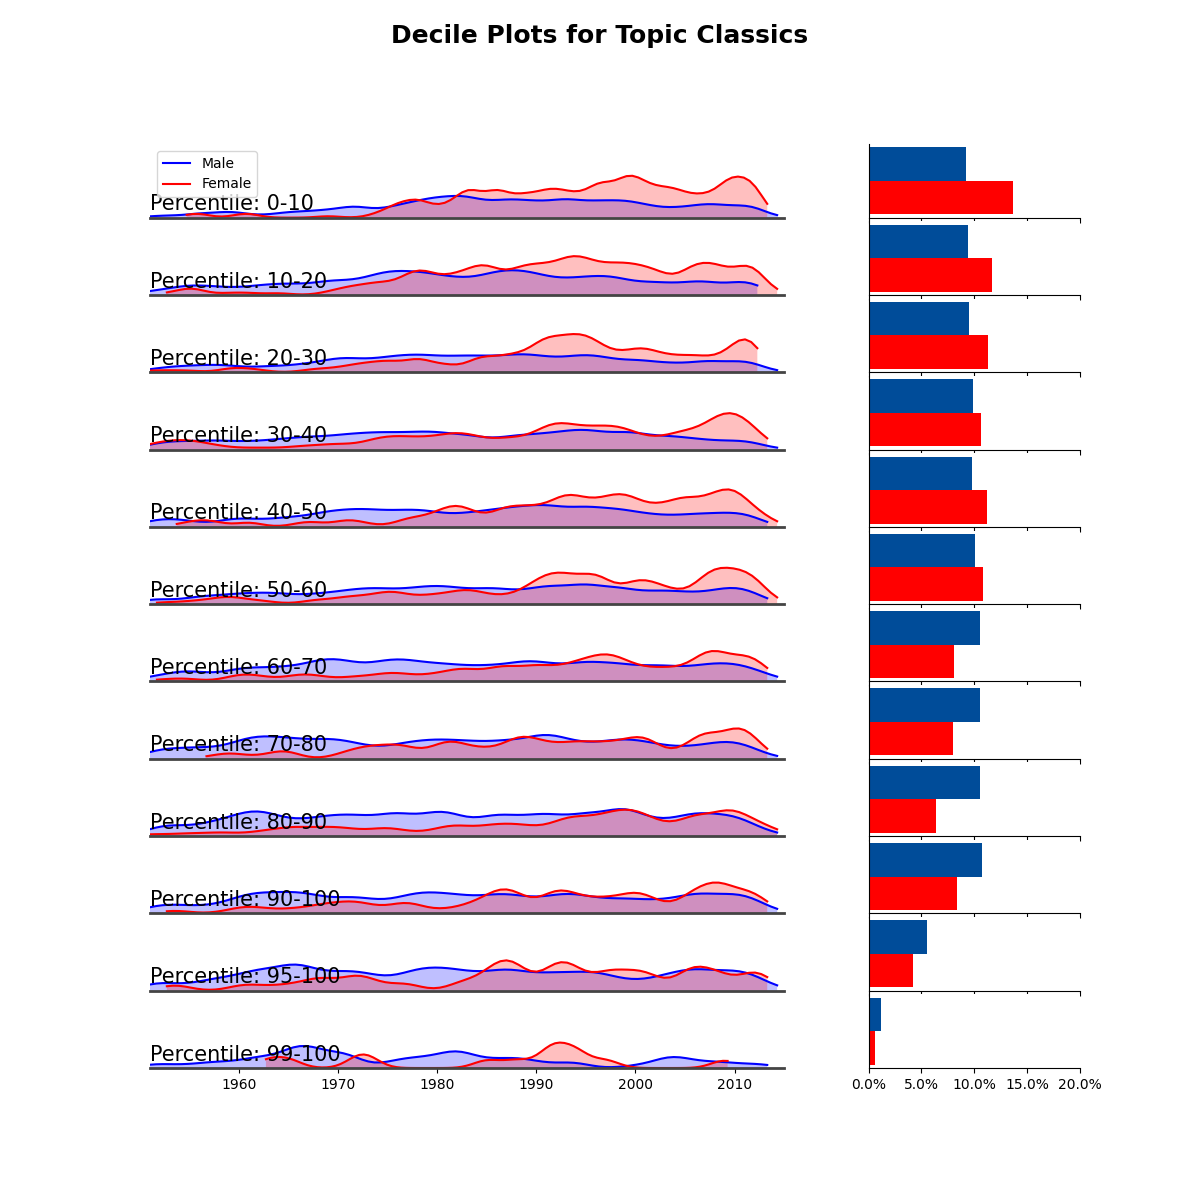 Decile Plots for Topic Classics
Male
Female
Percentile: 0-10
Percentile: 10-20
Percentile: 20-30
Percentile: 30-40
Percentile: 40-50
Percentile: 50-60
Percentile: 60-70
Percentile: 70-80
Percentile: 80-90
Percentile: 90-100
Percentile: 95-100
Percentile: 99-100
1960 1970 1980 1990 2000 2010
0.0% 5.0% 10.0% 15.0% 20.0%